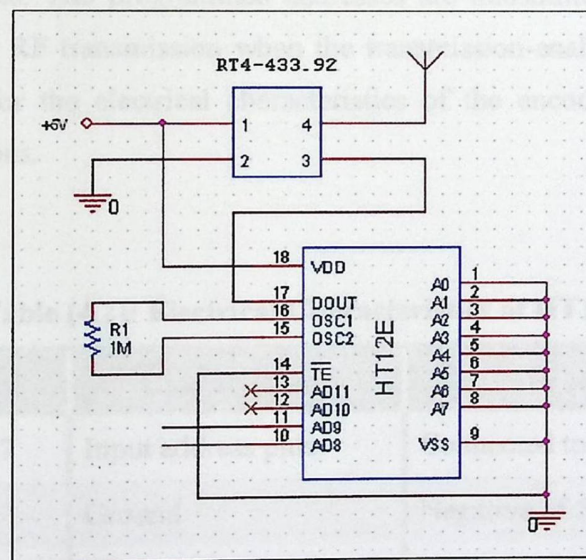 RT4-433.92
+5V
1
4
2
3
0
18
VDD
17
DOUT
16
OSC1
15
OSC2
R1
1M
14
TE
13
AD11
12
AD10
11
AD9
10
AD8
HT12E
A0
1
A1
2
A2
3
A3
4
A4
5
A5
6
A6
7
A7
8
VSS
9
0